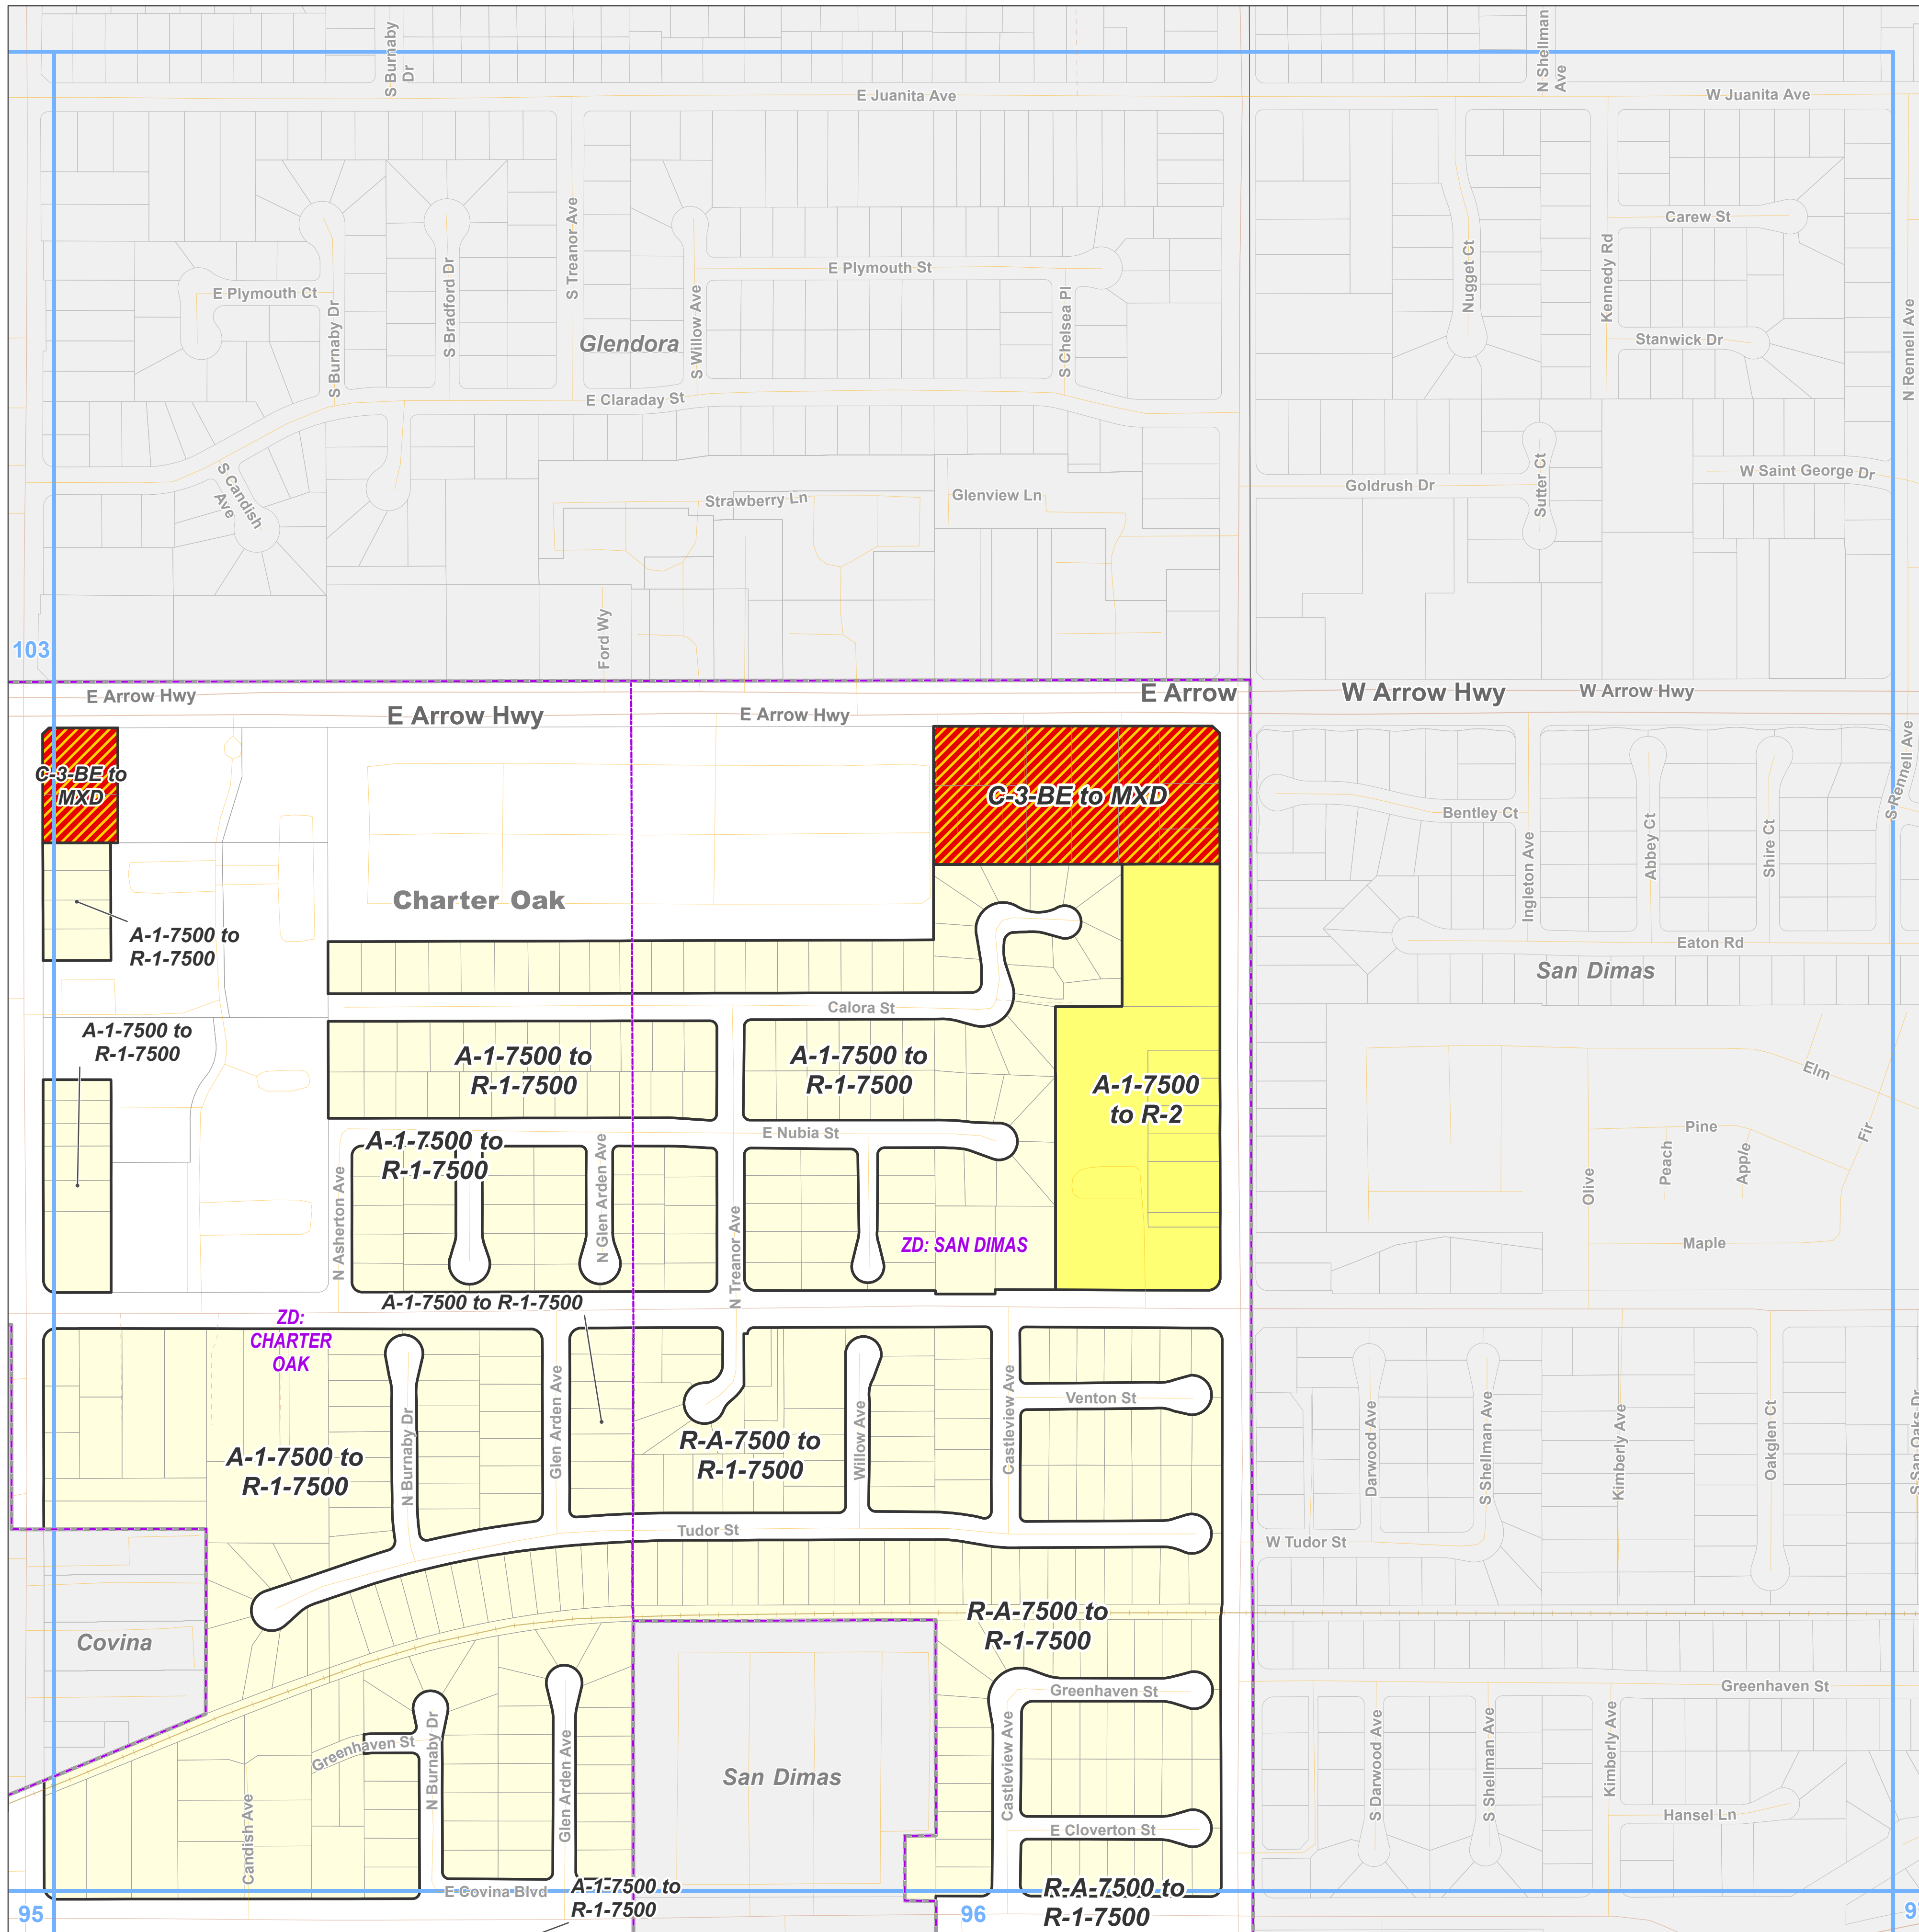 S Burnaby
Dr
N Shellman
Ave
E Juanita Ave
W Juanita Ave
Carew St
S Treanor Ave
E Plymouth St
Nugget Ct
Kennedy Rd
E Plymouth Ct
S Burnaby Dr
S Bradford Dr
S Willow Ave
S Chelsea Pl
Stanwick Dr
N Rennell Ave
Glendora
E Claraday St
S Candish
Ave
Strawberry Ln
Glenview Ln
Goldrush Dr
Sutter Ct
W Saint George Dr
Ford Wy
103
E Arrow Hwy
E Arrow Hwy
E Arrow Hwy
E Arrow
W Arrow Hwy
W Arrow Hwy
C-3-BE to
MXD
C-3-BE to MXD
Bentley Ct
Ingleton Ave
Abbey Ct
Shire Ct
S Rennell Ave
Charter Oak
A-1-7500 to
R-1-7500
Eaton Rd
San Dimas
Calora St
A-1-7500 to
R-1-7500
A-1-7500 to
R-1-7500
A-1-7500 to
R-1-7500
A-1-7500
to R-2
Elm
Pine
Fir
Olive
Peach
Apple
Maple
E Nubia St
A-1-7500 to
R-1-7500
N Asherton Ave
N Glen Arden Ave
N Treanor Ave
ZD: SAN DIMAS
A-1-7500 to R-1-7500
ZD:
CHARTER
OAK
A-1-7500 to
R-1-7500
N Burnaby Dr
Glen Arden Ave
R-A-7500 to
R-1-7500
Willow Ave
Castleview Ave
Venton St
Darwood Ave
S Shellman Ave
Kimberly Ave
Oakglen Ct
S San Oaks Dr
Tudor St
W Tudor St
Covina
R-A-7500 to
R-1-7500
Greenhaven St
Greenhaven St
Greenhaven St
Candish Ave
N Burnaby Dr
Glen Arden Ave
San Dimas
Castleview Ave
E Cloverton St
S Darwood Ave
S Shellman Ave
Kimberly Ave
Hansel Ln
E Covina Blvd
A-1-7500 to
R-1-7500
R-A-7500 to
R-1-7500
95
96
9